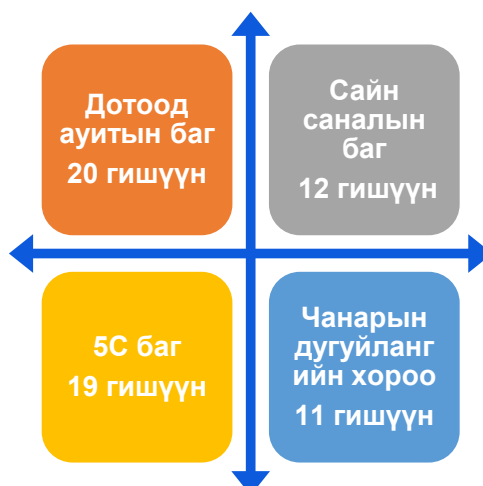 Дотоод
ауитын баг
20 гишүүн
Сайн
саналын
баг
12 гишүүн
5С баг
19 гишүүн
Чанарын
дугуйланг
ийн хороо
11 гишүүн